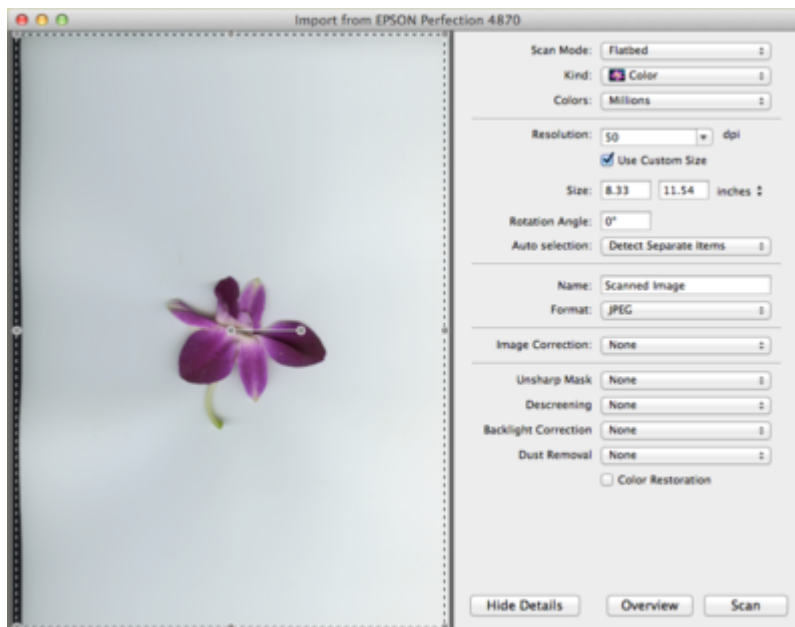 Import from EPSON Perfection 4870
Scan Mode: Flatbed
Kind: Color
Colors: Millions
Resolution: 50 dpi
Use Custom Size
Size: 8.33 11.54 inches
Rotation Angle: 0°
Auto selection: Detect Separate Items
Name: Scanned Image
Format: JPEG
Image Correction: None
Unsharp Mask None
Descreening None
Backlight Correction None
Dust Removal None
Color Restoration
Hide Details Overview Scan